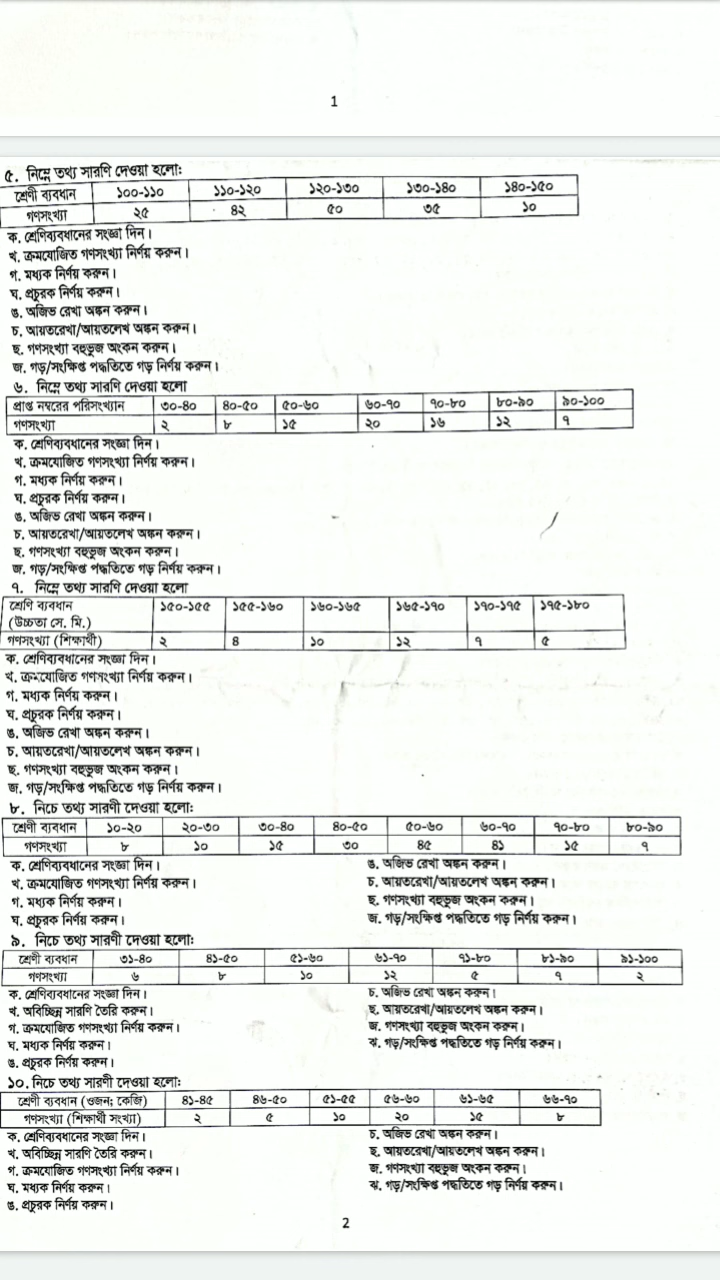 1
৫. নিম্নে তথ্য সারণি দেওয়া হলো:
শ্রেণী ব্যবধান ১০০-১১০ ১১০-১২০ ১২০-১৩০ ১৩০-১৪০ ১৪০-১৫০
গণসংখ্যা ২৫ ৪২ ৫০ ৩৫ ১০
ক. শ্রেণিব্যবধানের সংজ্ঞা দিন।
খ. ক্রমযোজিত গণসংখ্যা নির্ণয় করুন।
গ. মধ্যক নির্ণয় করুন।
ঘ. প্রচুরক নির্ণয় করুন।
ঙ. অজিভ রেখা অঙ্কন করুন।
চ. আয়তরেখা/আয়তলেখ অঙ্কন করুন।
ছ. গণসংখ্যা বহুভুজ অংকন করুন।
জ. গড়/সংক্ষিপ্ত পদ্ধতিতে গড় নির্ণয় করুন।
৬. নিম্নে তথ্য সারণি দেওয়া হলো
প্রাপ্ত নম্বরের পরিসংখ্যান ৩০-৪০ ৪০-৫০ ৫০-৬০ ৬০-৭০ ৭০-৮০ ৮০-৯০ ৯০-১০০
গণসংখ্যা ২ ৮ ১৫ ২০ ১৬ ১২ ৭
ক. শ্রেণিব্যবধানের সংজ্ঞা দিন।
খ. ক্রমযোজিত গণসংখ্যা নির্ণয় করুন।
গ. মধ্যক নির্ণয় করুন।
ঘ. প্রচুরক নির্ণয় করুন।
ঙ. অজিভ রেখা অঙ্কন করুন।
চ. আয়তরেখা/আয়তলেখ অঙ্কন করুন।
ছ. গণসংখ্যা বহুভুজ অংকন করুন।
জ. গড়/সংক্ষিপ্ত পদ্ধতিতে গড় নির্ণয় করুন।
৭. নিম্নে তথ্য সারণি দেওয়া হলো
শ্রেণি ব্যবধান ১৫০-১৫৫ ১৫৫-১৬০ ১৬০-১৬৫ ১৬৫-১৭০ ১৭০-১৭৫ ১৭৫-১৮০
(উচ্চতা সে. মি.)
গণসংখ্যা (শিক্ষার্থী) ২ ৪ ১০ ১২ ৭ ৫
ক. শ্রেণিব্যবধানের সংজ্ঞা দিন।
খ. ক্রমযোজিত গণসংখ্যা নির্ণয় করুন।
গ. মধ্যক নির্ণয় করুন।
ঘ. প্রচুরক নির্ণয় করুন।
ঙ. অজিভ রেখা অঙ্কন করুন।
চ. আয়তরেখা/আয়তলেখ অঙ্কন করুন।
ছ. গণসংখ্যা বহুভুজ অংকন করুন।
জ. গড়/সংক্ষিপ্ত পদ্ধতিতে গড় নির্ণয় করুন।
৮. নিচে তথ্য সারণী দেওয়া হলো:
শ্রেণী ব্যবধান ১০-২০ ২০-৩০ ৩০-৪০ ৪০-৫০ ৫০-৬০ ৬০-৭০ ৭০-৮০ ৮০-৯০
গণসংখ্যা ৮ ১০ ১৫ ৩০ ৪৫ ৪১ ১৫ ৭
ক. শ্রেণিব্যবধানের সংজ্ঞা দিন।
খ. ক্রমযোজিত গণসংখ্যা নির্ণয় করুন।
গ. মধ্যক নির্ণয় করুন।
ঘ. প্রচুরক নির্ণয় করুন।
ঙ. অজিভ রেখা অঙ্কন করুন।
চ. আয়তরেখা/আয়তলেখ অঙ্কন করুন।
ছ. গণসংখ্যা বহুভুজ অংকন করুন।
জ. গড়/সংক্ষিপ্ত পদ্ধতিতে গড় নির্ণয় করুন।
৯. নিচে তথ্য সারণী দেওয়া হলো:
শ্রেণী ব্যবধান ৩১-৪০ ৪১-৫০ ৫১-৬০ ৬১-৭০ ৭১-৮০ ৮১-৯০ ৯১-১০০
গণসংখ্যা ৬ ৮ ১০ ১২ ৫ ৭ ২
ক. শ্রেণিব্যবধানের সংজ্ঞা দিন।
খ. অবিচ্ছিন্ন সারণি তৈরি করুন।
গ. ক্রমযোজিত গণসংখ্যা নির্ণয় করুন।
ঘ. মধ্যক নির্ণয় করুন।
ঙ. প্রচুরক নির্ণয় করুন।
চ. অজিভ রেখা অঙ্কন করুন।
ছ. আয়তরেখা/আয়তলেখ অঙ্কন করুন।
জ. গণসংখ্যা বহুভুজ অংকন করুন।
ঝ. গড়/সংক্ষিপ্ত পদ্ধতিতে গড় নির্ণয় করুন।
১০. নিচে তথ্য সারণী দেওয়া হলো:
শ্রেণী ব্যবধান (ওজন; কেজি) ৪১-৪৫ ৪৬-৫০ ৫১-৫৫ ৫৬-৬০ ৬১-৬৫ ৬৬-৭০
গণসংখ্যা (শিক্ষার্থী সংখ্যা) ২ ৫ ১০ ২০ ১৫ ৮
ক. শ্রেণিব্যবধানের সংজ্ঞা দিন।
খ. অবিচ্ছিন্ন সারণি তৈরি করুন।
গ. ক্রমযোজিত গণসংখ্যা নির্ণয় করুন।
ঘ. মধ্যক নির্ণয় করুন।
ঙ. প্রচুরক নির্ণয় করুন।
চ. অজিভ রেখা অঙ্কন করুন।
ছ. আয়তরেখা/আয়তলেখ অঙ্কন করুন।
জ. গণসংখ্যা বহুভুজ অংকন করুন।
ঝ. গড়/সংক্ষিপ্ত পদ্ধতিতে গড় নির্ণয় করুন।
2